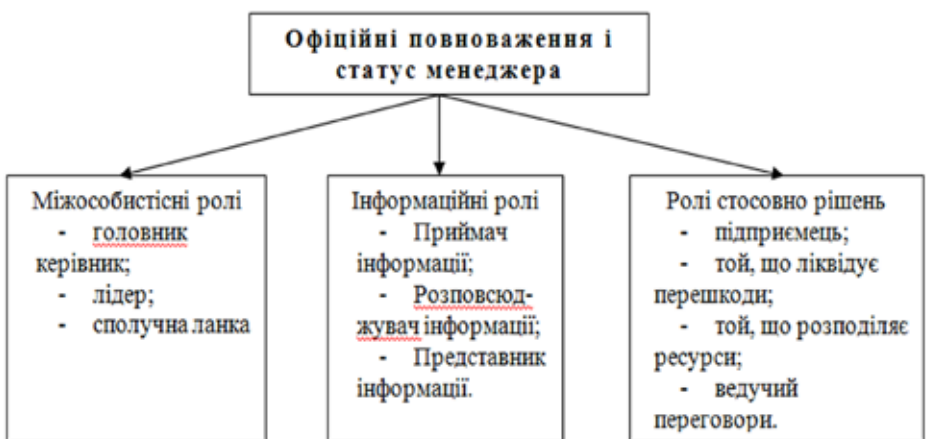 Офіційні повноваження і
статус менеджера
Міжособистісні ролі
- головник
керівник;
- лідер;
- сполучна ланка
Інформаційні ролі
- Приймач
інформації;
- Розповсюд-
жувач інформації;
- Представник
інформації.
Ролі стосовно рішень
- підприємець;
- той, що ліквідує
перешкоди;
- той, що розподіляє
ресурси;
- ведучий
переговори.